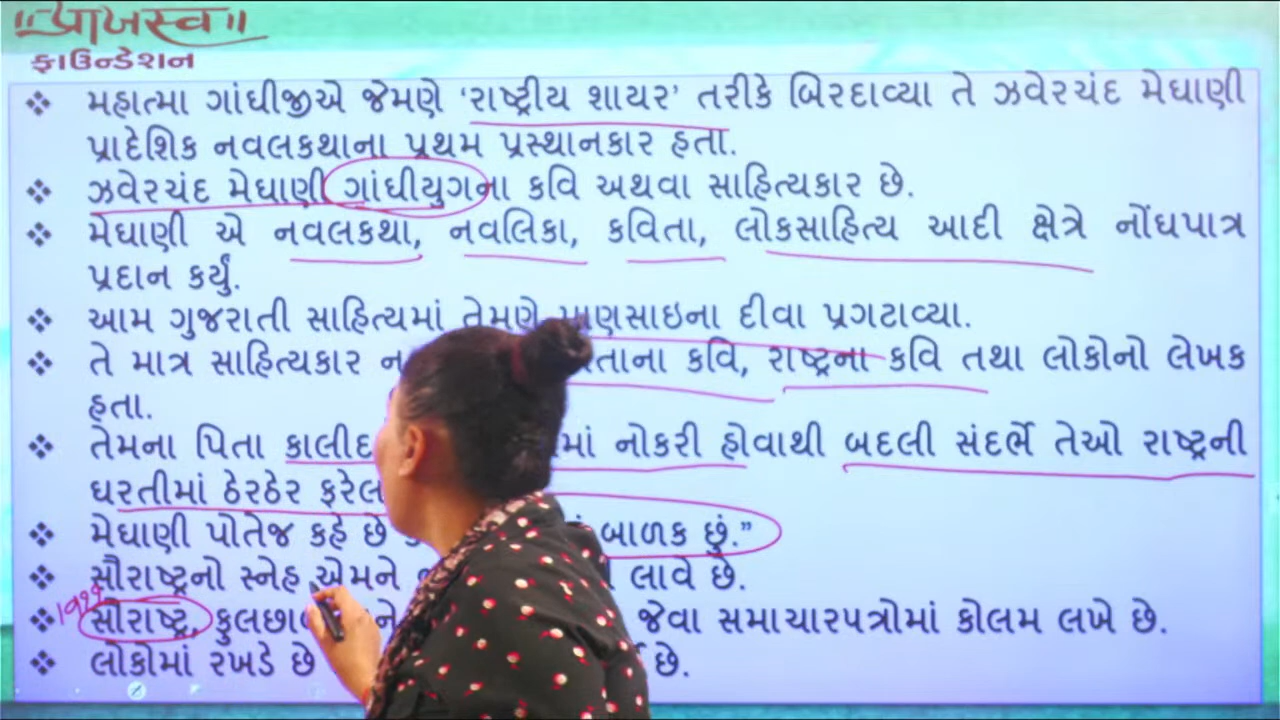 ॥પ્રાખસ્વ॥
ફાઉન્ડેશન
❖ મહાત્મા ગાંધીજીએ જેમણે ‘રાષ્ટ્રીય શાયર’ તરીકે બિરદાવ્યા તે ઝવેરચંદ મેઘાણી
પ્રાદેશિક નવલકથાના પ્રથમ પ્રસ્થાનકાર હતા.
❖ ઝવેરચંદ મેઘાણી ગાંધીયુગના કવિ અથવા સાહિત્યકાર છે.
❖ મેઘાણી એ નવલકથા, નવલિકા, કવિતા, લોકસાહિત્ય આદી ક્ષેત્રે નોંધપાત્ર
પ્રદાન કર્યું.
❖ આમ ગુજરાતી સાહિત્યમાં તેમણે માણસાઇના દીવા પ્રગટાવ્યા.
❖ તે માત્ર સાહિત્યકાર કવિ, રાષ્ટ્રના કવિ તથા લોકોનો લેખક
હતા.
❖ તેમના પિતા નોકરી હોવાથી બદલી સંદર્ભે તેઓ રાષ્ટ્રની
ધરતીમાં ઠેરઠેર ફરેલ
❖ મેઘાણી પોતેજ કહે છે બાળક છું.”
❖ સૌરાષ્ટ્રનો સ્નેહ એમને લાવે છે.
❖ સૌરાષ્ટ્ર, જેવા સમાચારપત્રોમાં કોલમ લખે છે.
❖ લોકોમાં રખડે છે છે.